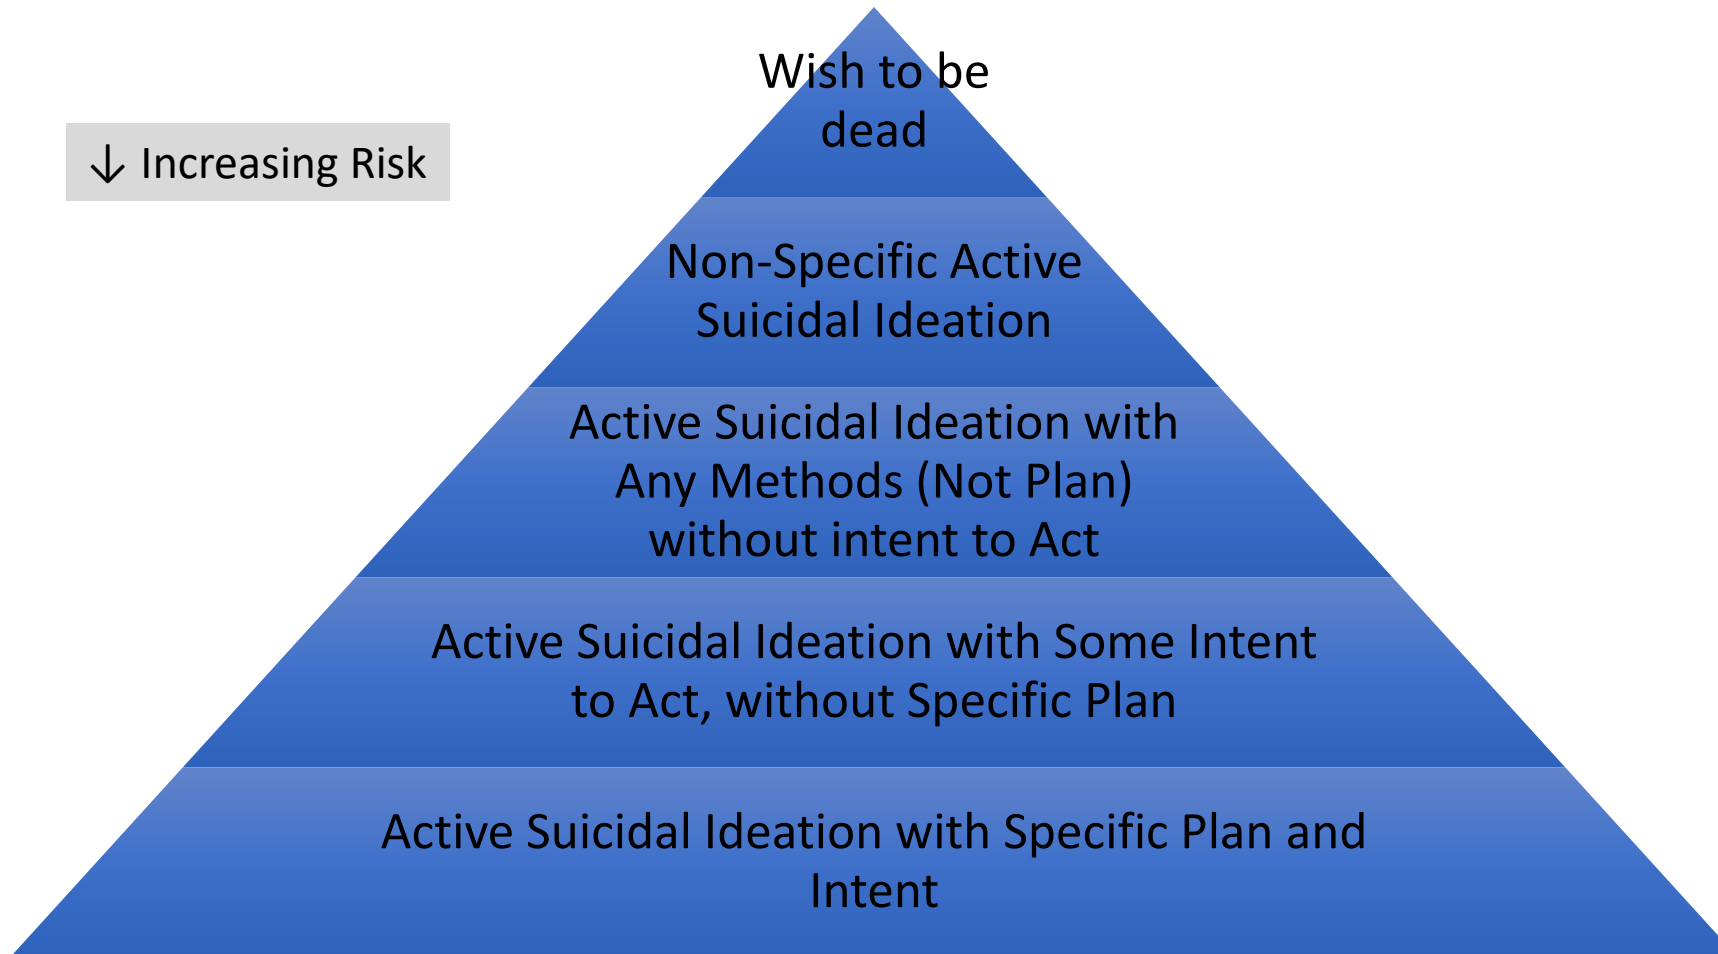 Wish to be
dead
↓ Increasing Risk
Non-Specific Active
Suicidal Ideation
Active Suicidal Ideation with
Any Methods (Not Plan)
without intent to Act
Active Suicidal Ideation with Some Intent
to Act, without Specific Plan
Active Suicidal Ideation with Specific Plan and
Intent